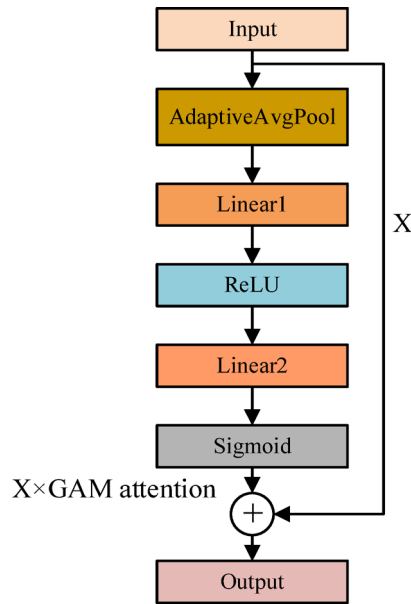 Input
AdaptiveAvgPool
Linear1
X
ReLU
Linear2
Sigmoid
X×GAM attention
+
Output